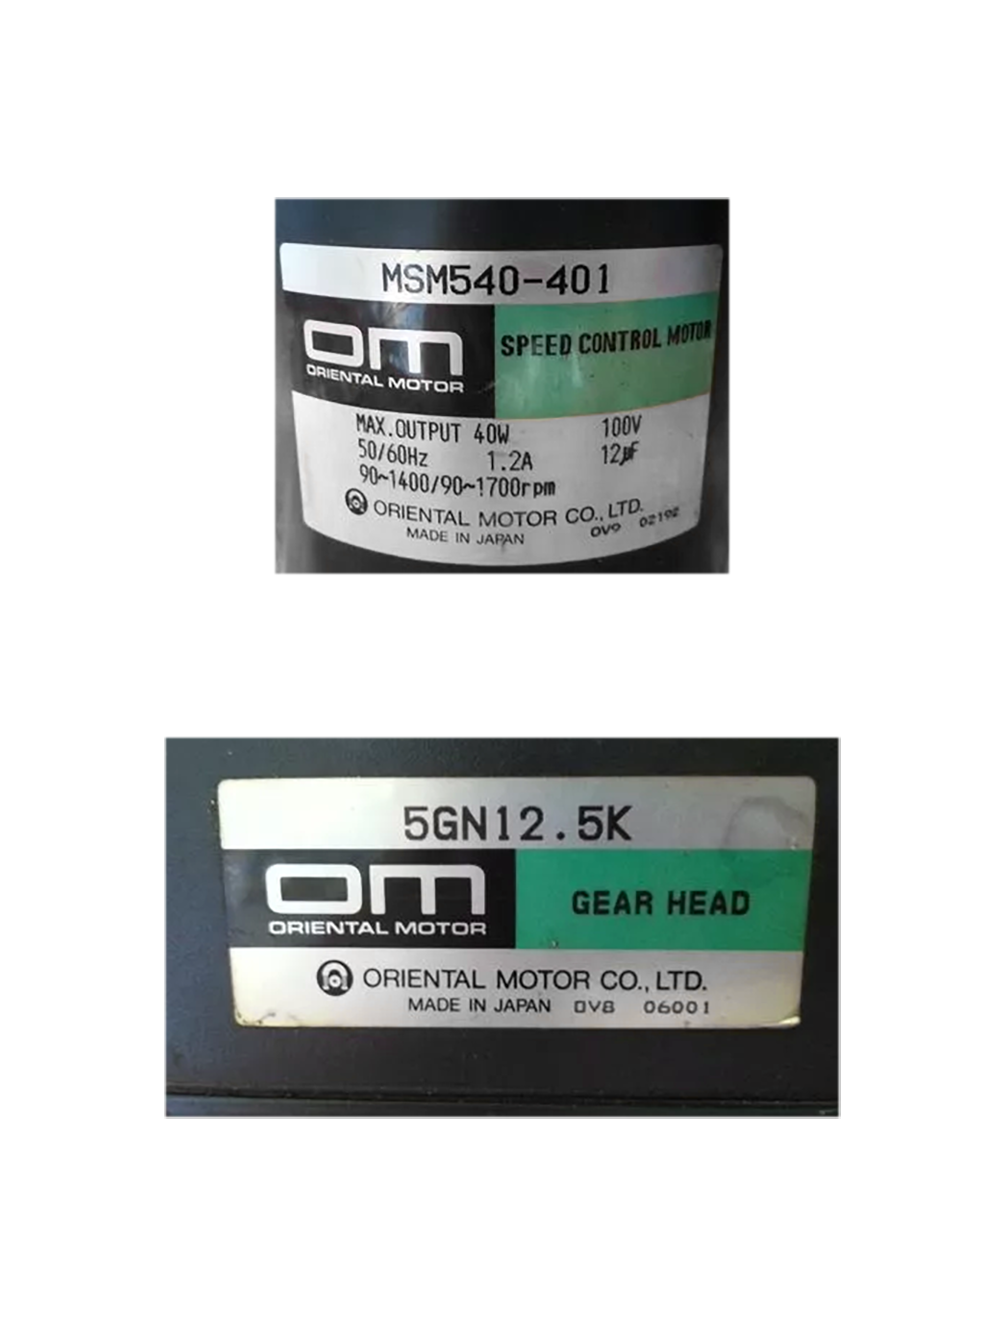 MSM540-401
OM
ORIENTAL MOTOR
SPEED CONTROL MOTOR
MAX.OUTPUT 40W 100V
50/60Hz 1.2A 12μF
90~1400/90~1700rpm
ORIENTAL MOTOR CO., LTD.
MADE IN JAPAN 0V9 02192
5GN12.5K
OM
ORIENTAL MOTOR
GEAR HEAD
ORIENTAL MOTOR CO., LTD.
MADE IN JAPAN 0V8 06001